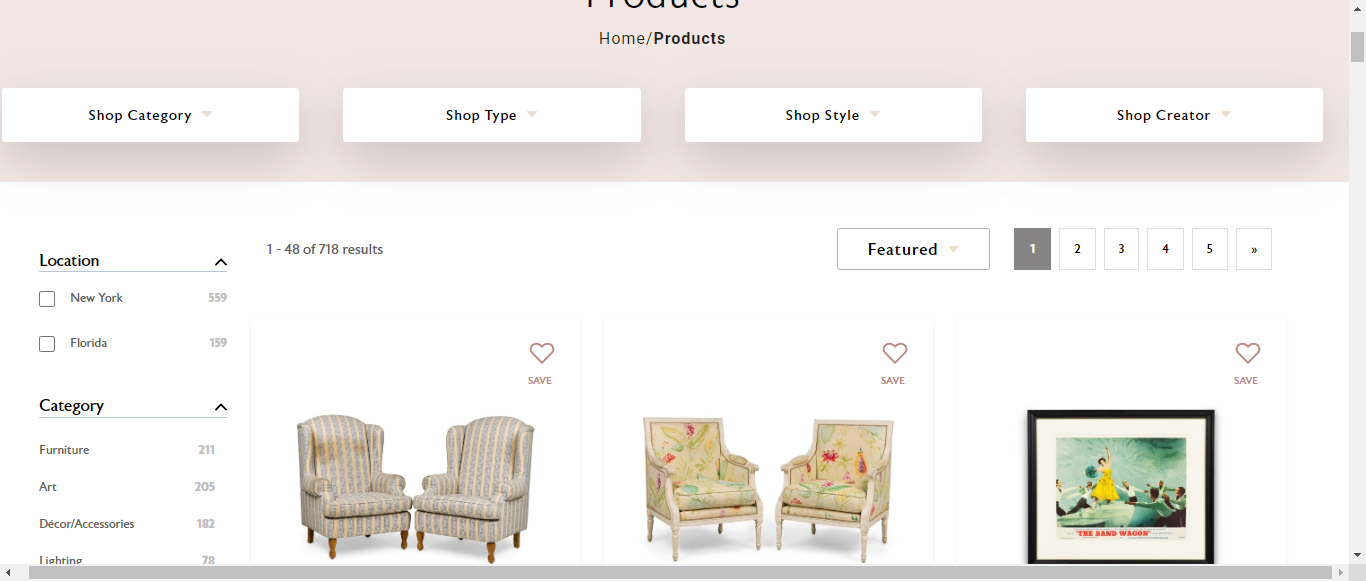 Products
Home/Products
Shop Category
Shop Type
Shop Style
Shop Creator
1 - 48 of 718 results
Featured
1
2
3
4
5
»
Location
New York 559
Florida 159
Category
Furniture 211
Art 205
Décor/Accessories 182
Lighting 78
SAVE
SAVE
SAVE
"THE BAND WAGON"